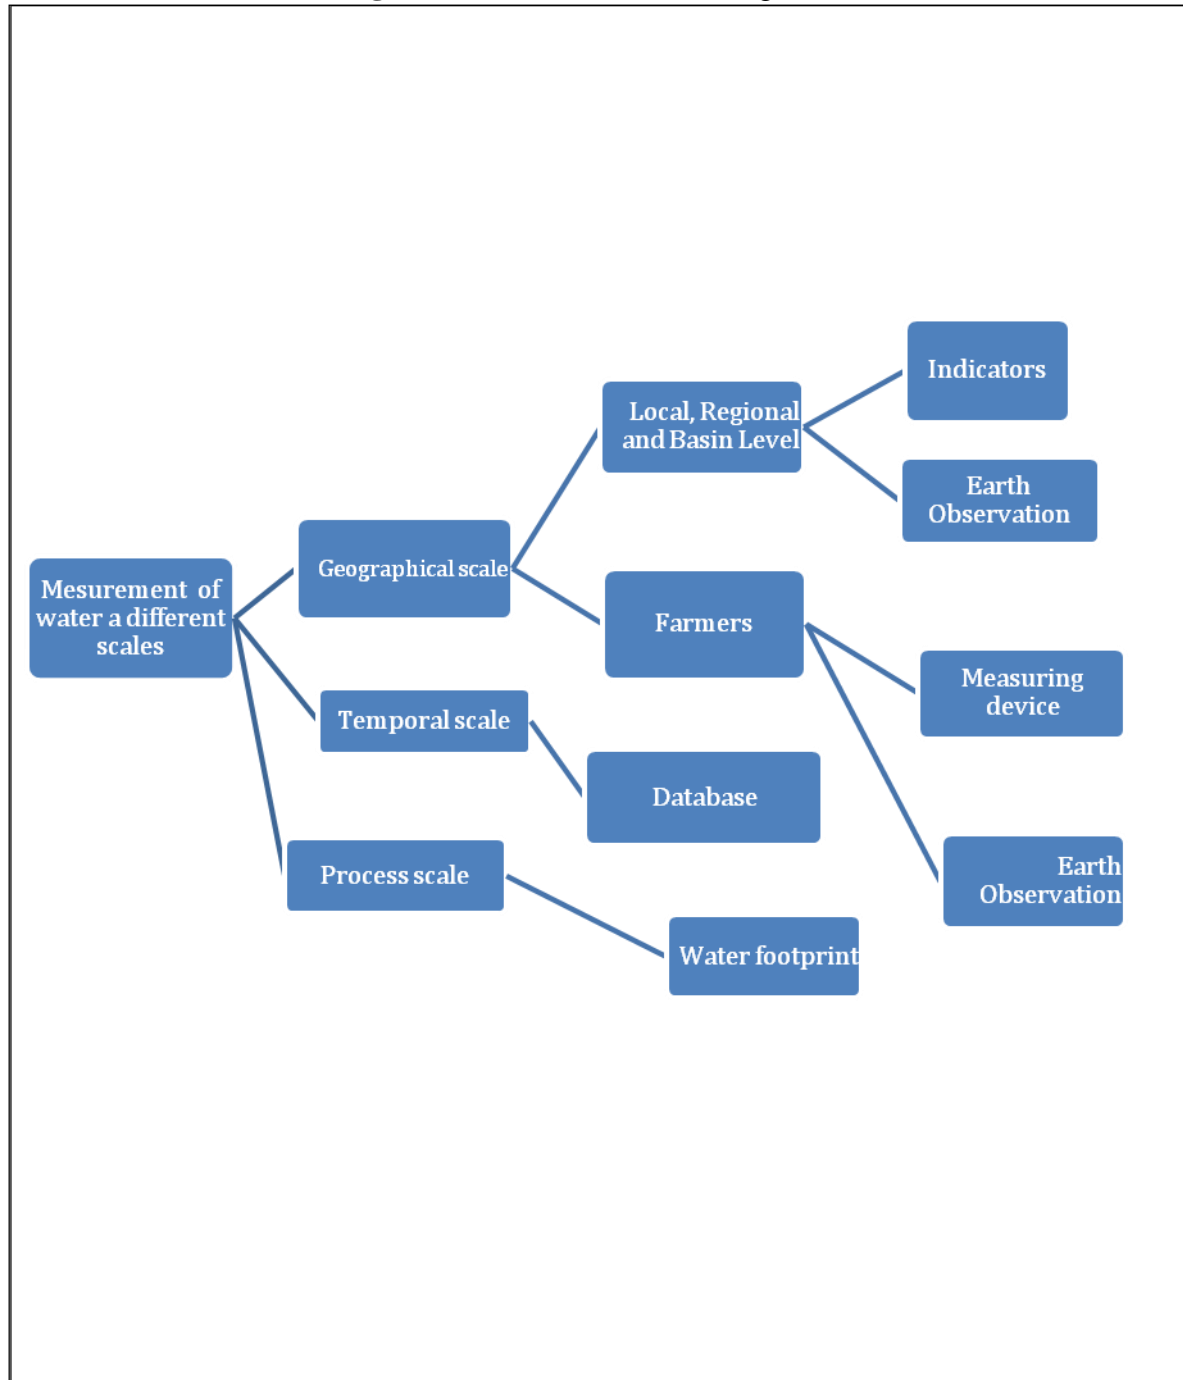 Mesurement of
water a different
scales
Geographical scale
Local, Regional
and Basin Level
Indicators
Earth
Observation
Farmers
Measuring
device
Earth
Observation
Temporal scale
Database
Process scale
Water footprint